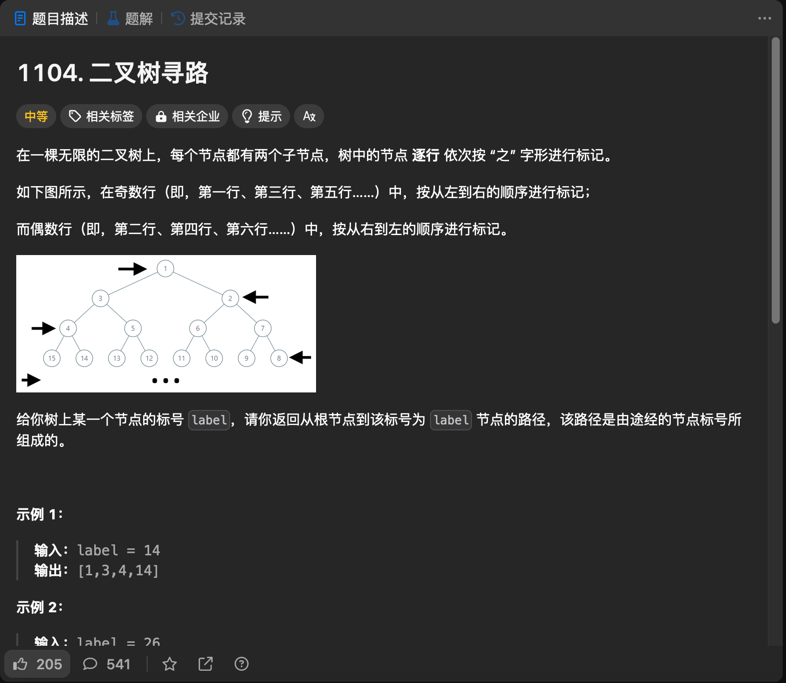 题目描述 题解 提交记录
1104. 二叉树寻路
中等 相关标签 相关企业 提示
在一棵无限的二叉树上，每个节点都有两个子节点，树中的节点 逐行 依次按 “之” 字形进行标记。
如下图所示，在奇数行（即，第一行、第三行、第五行……）中，按从左到右的顺序进行标记；
而偶数行（即，第二行、第四行、第六行……）中，按从右到左的顺序进行标记。
1
3 2
4 5 6 7
15 14 13 12 11 10 9 8
给你树上某一个节点的标号 label，请你返回从根节点到该标号为 label 节点的路径，该路径是由途经的节点标号所
组成的。
示例 1：
输入：label = 14
输出：[1,3,4,14]
示例 2：
输入：label = 26
205 541